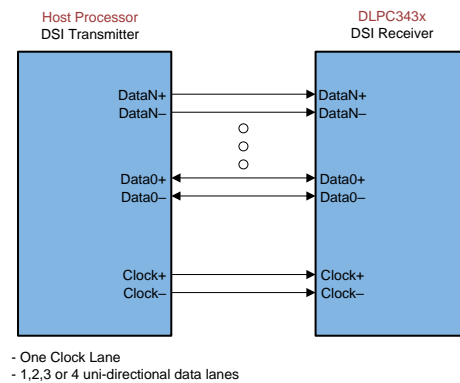 Host Processor
DSI Transmitter
DLPC343x
DSI Receiver
DataN+
DataN–
DataN+
DataN–
Data0+
Data0–
Data0+
Data0–
Clock+
Clock–
Clock+
Clock–
- One Clock Lane
- 1,2,3 or 4 uni-directional data lanes